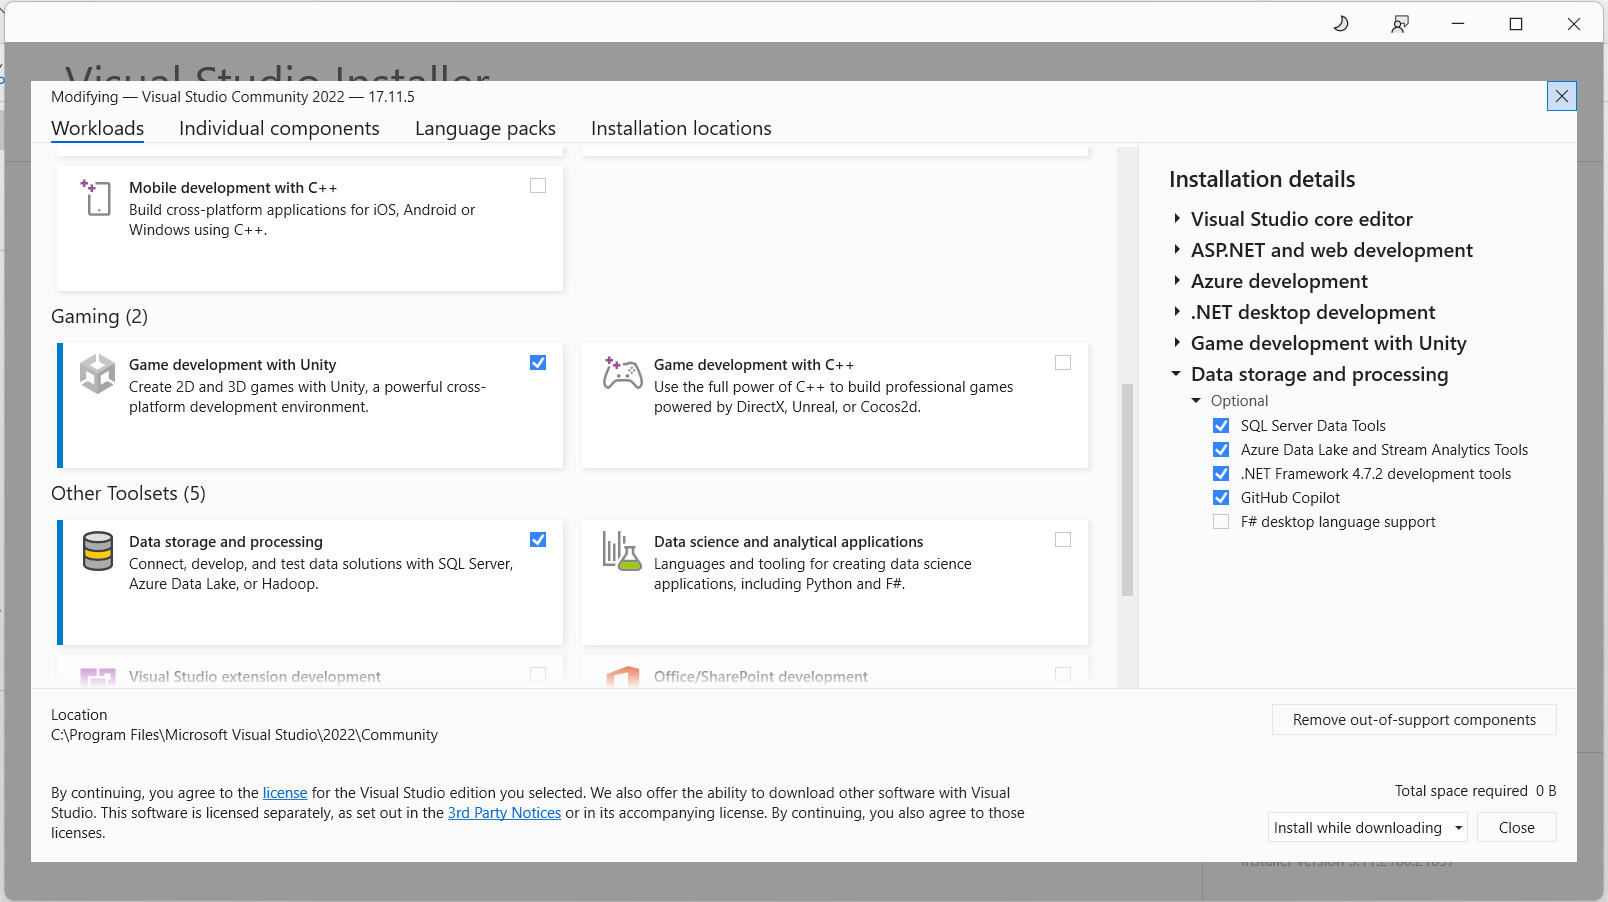 Visual Studio Installer
Modifying — Visual Studio Community 2022 — 17.11.5
Workloads
Individual components
Language packs
Installation locations
Mobile development with C++
Build cross-platform applications for iOS, Android or
Windows using C++.
Gaming (2)
Game development with Unity
Create 2D and 3D games with Unity, a powerful cross-
platform development environment.
Game development with C++
Use the full power of C++ to build professional games
powered by DirectX, Unreal, or Cocos2d.
Other Toolsets (5)
Data storage and processing
Connect, develop, and test data solutions with SQL Server,
Azure Data Lake, or Hadoop.
Data science and analytical applications
Languages and tooling for creating data science
applications, including Python and F#.
Visual Studio extension development
Office/SharePoint development
Installation details
Visual Studio core editor
ASP.NET and web development
Azure development
.NET desktop development
Game development with Unity
Data storage and processing
Optional
SQL Server Data Tools
Azure Data Lake and Stream Analytics Tools
.NET Framework 4.7.2 development tools
GitHub Copilot
F# desktop language support
Location
C:\Program Files\Microsoft Visual Studio\2022\Community
Remove out-of-support components
By continuing, you agree to the license for the Visual Studio edition you selected. We also offer the ability to download other software with Visual
Studio. This software is licensed separately, as set out in the 3rd Party Notices or in its accompanying license. By continuing, you also agree to those
licenses.
Total space required 0 B
Install while downloading
Close